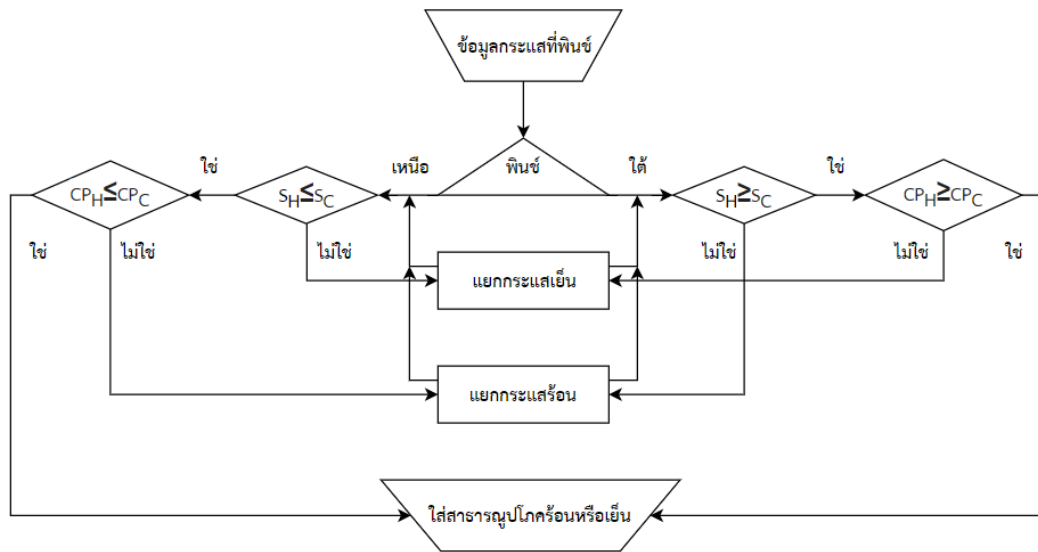 ข้อมูลกระแสที่พินช์
ใช่
เหนือ
พินช์
ใต้
ใช่
CPH≤CPC
SH≤SC
SH≥SC
CPH≥CPC
ใช่
ไม่ใช่
ไม่ใช่
ไม่ใช่
ไม่ใช่
ใช่
แยกกระแสเย็น
แยกกระแสร้อน
ใส่สาธารณูปโภคร้อนหรือเย็น